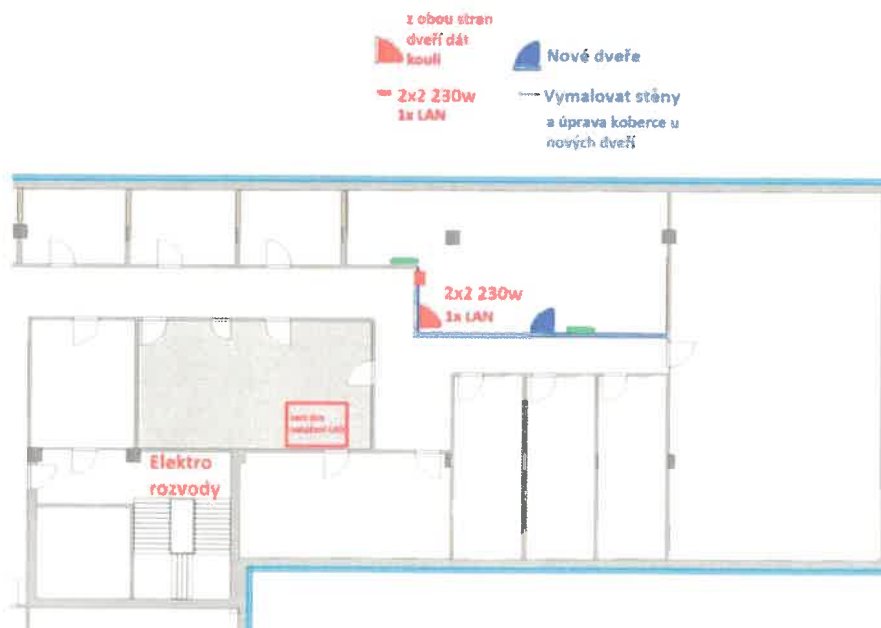 z obou stran
dveří dát
kouli
Nové dveře
2x2 230w
1x LAN
Vymalovat stěny
a úprava koberce u
nových dveří
2x2 230w
1x LAN
Elektro
rozvody